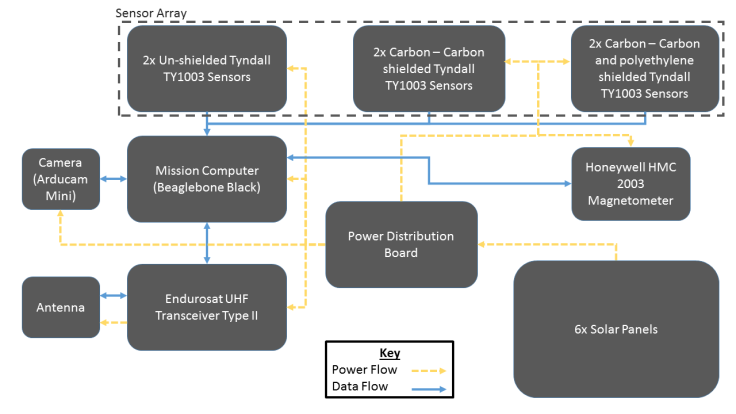 Sensor Array
2x Un-shielded Tyndall
TY1003 Sensors
2x Carbon – Carbon
shielded Tyndall
TY1003 Sensors
2x Carbon – Carbon
and polyethylene
shielded Tyndall
TY1003 Sensors
Camera
(Arducam
Mini)
Mission Computer
(Beaglebone Black)
Honeywell HMC
2003
Magnetometer
Power Distribution
Board
Antenna
Endurosat UHF
Transceiver Type II
6x Solar Panels
Key
Power Flow
Data Flow